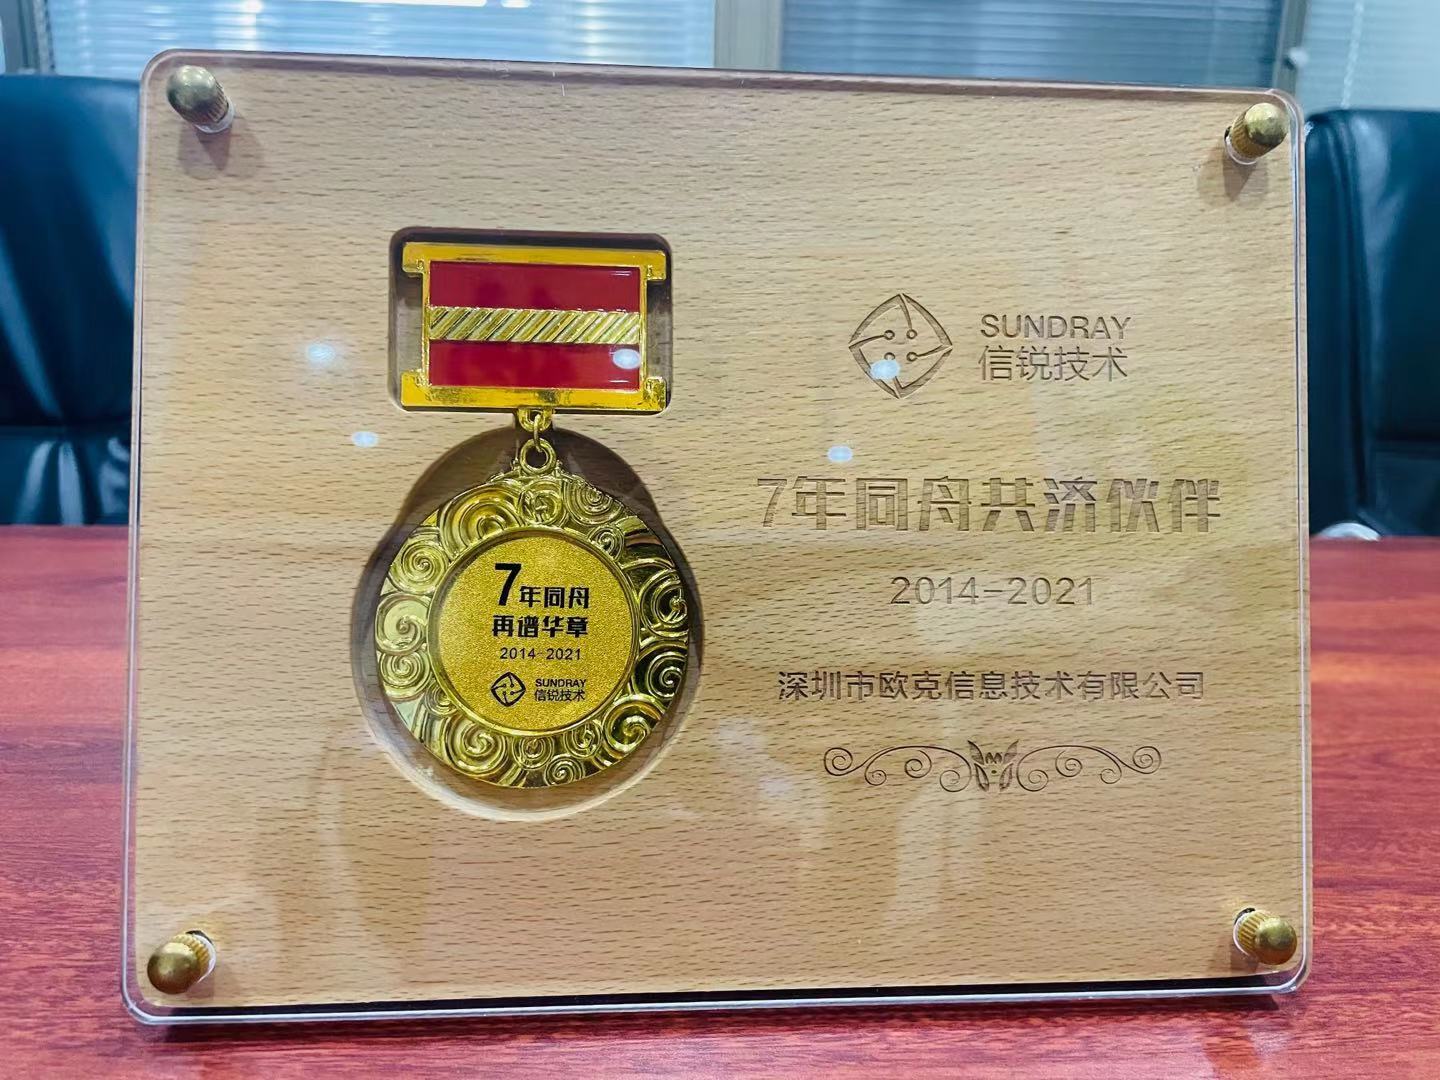 7年同舟
再谱华章
2014-2021
SUNDRAY
信锐技术
SUNDRAY
信锐技术
7年同舟共济伙伴
2014-2021
深圳市欧克信息技术有限公司